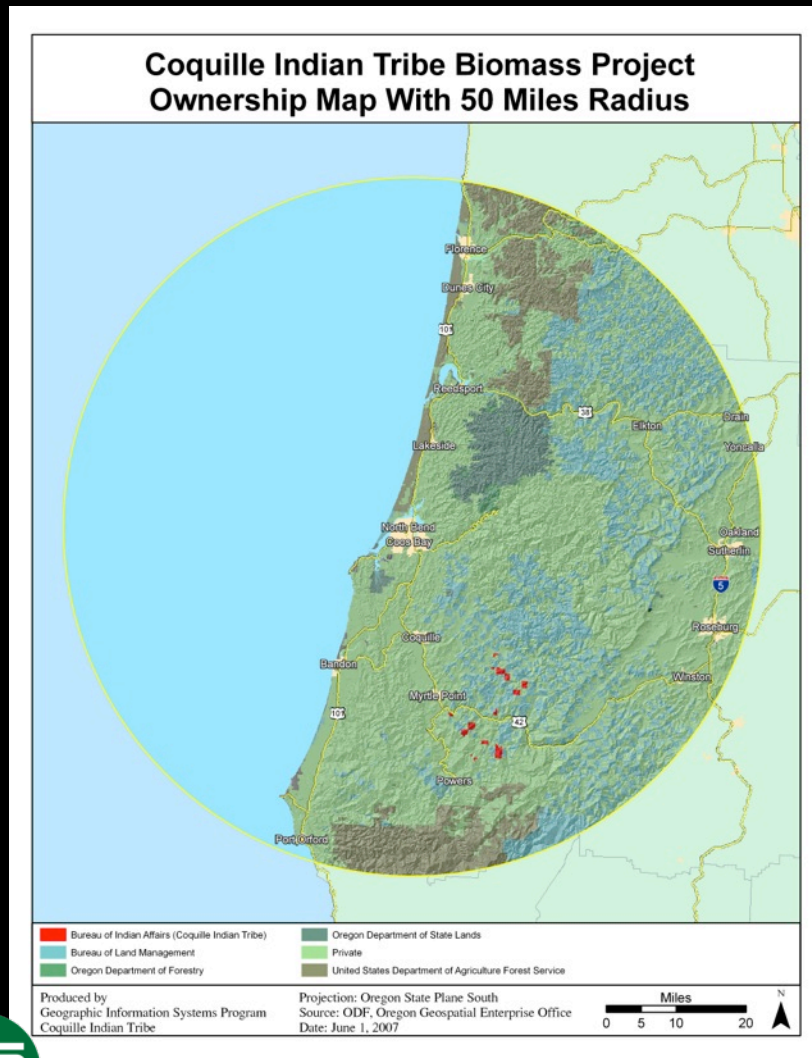 Coquille Indian Tribe Biomass Project
Ownership Map With 50 Miles Radius
Florence
Dunes City
101
Reedsport
38
Drain
Elkton
Yoncalla
Lakeside
North Bend
Coos Bay
Oakland
Sutherlin
5
Roseburg
Coquille
Bandon
Winston
Myrtle Point
101
42
Powers
Port Orford
Bureau of Indian Affairs (Coquille Indian Tribe)
Bureau of Land Management
Oregon Department of Forestry
Oregon Department of State Lands
Private
United States Department of Agriculture Forest Service
Produced by
Geographic Information Systems Program
Coquille Indian Tribe
Projection: Oregon State Plane South
Source: ODF, Oregon Geospatial Enterprise Office
Date: June 1, 2007
Miles
0 5 10 20
N